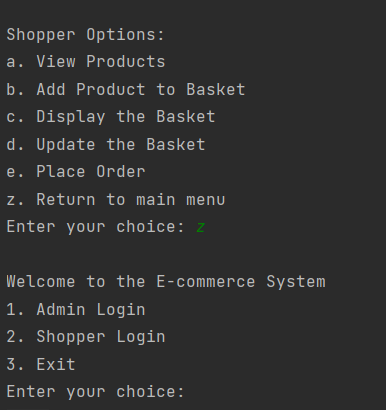 Shopper Options:
a. View Products
b. Add Product to Basket
c. Display the Basket
d. Update the Basket
e. Place Order
z. Return to main menu
Enter your choice: z
Welcome to the E-commerce System
1. Admin Login
2. Shopper Login
3. Exit
Enter your choice: